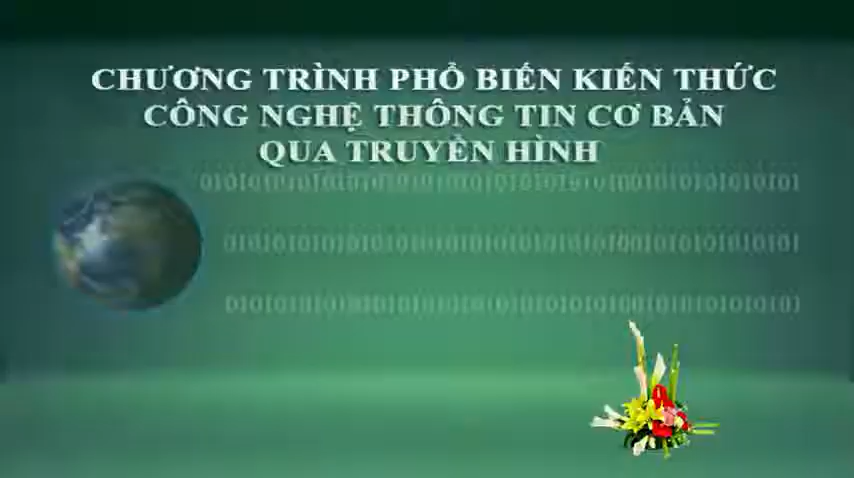 CHƯƠNG TRÌNH PHỔ BIẾN KIẾN THỨC
CÔNG NGHỆ THÔNG TIN CƠ BẢN
QUA TRUYỀN HÌNH